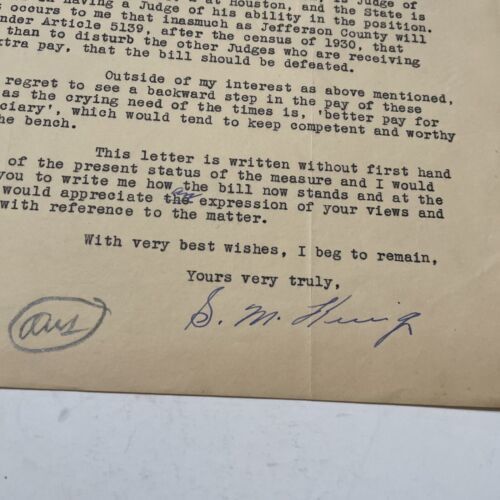 at Houston,
having a Judge of his ability in the position.
occurs to me that inasmuch as Jefferson County will
under Article 5139, after the census of 1930, that
than to disturb the other Judges who are receiving
xtra pay, that the bill should be defeated.
Outside of my interest as above mentioned,
regret to see a backward step in the pay of these
as the crying need of the times is, 'better pay for
ciary', which would tend to keep competent and worthy
the bench.
This letter is written without first hand
of the present status of the measure and I would
you to write me how the bill now stands and at the
would appreciate the an expression of your views and
with reference to the matter.
With very best wishes, I beg to remain,
Yours very truly,
S. M.
ans